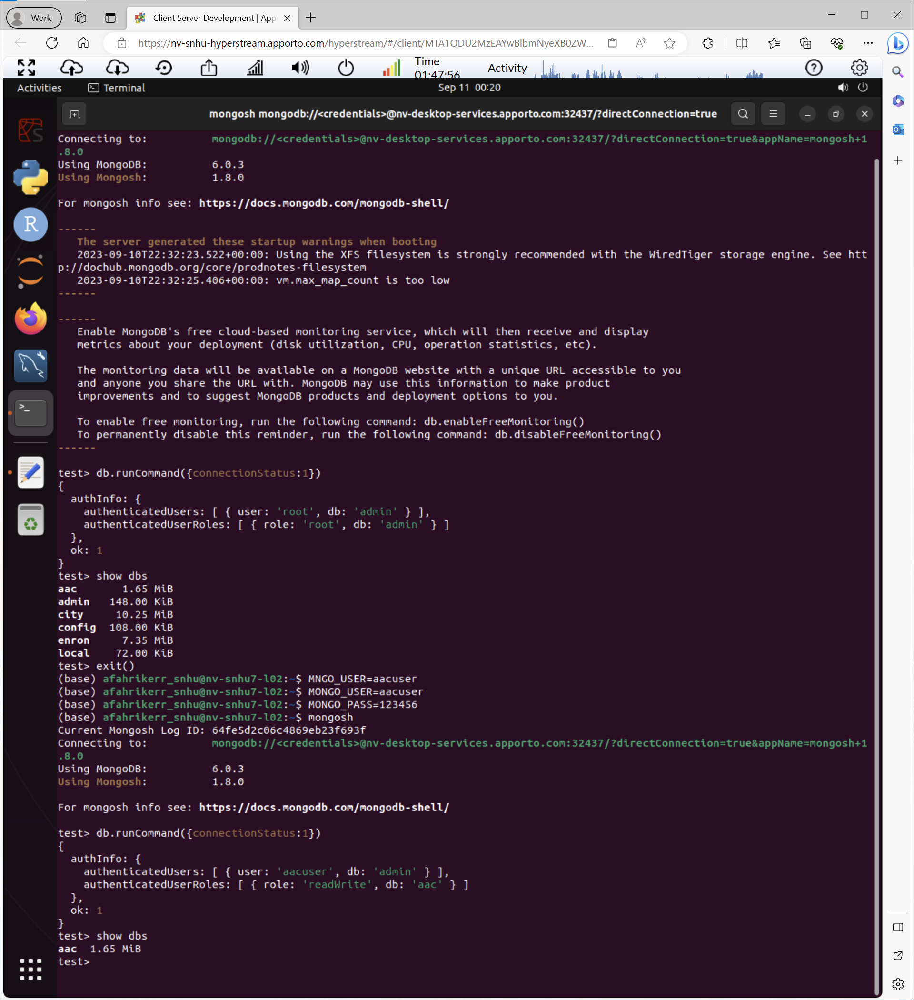 Work
Client Server Development | App
https://nv-snhu-hyperstream.apporto.com/hyperstream/#/client/MTA1ODU2MzEAYwBlbmNyeXB0ZW...
Time
01:47:56
Activity
Activities
Terminal
Sep 11 00:20
mongosh mongodb://<credentials>@nv-desktop-services.apporto.com:32437/?directConnection=true
Connecting to: mongodb://<credentials>@nv-desktop-services.apporto.com:32437/?directConnection=true&appName=mongosh+1
.8.0
Using MongoDB: 6.0.3
Using Mongosh: 1.8.0
For mongosh info see: https://docs.mongodb.com/mongodb-shell/
------
The server generated these startup warnings when booting
2023-09-10T22:32:23.522+00:00: Using the XFS filesystem is strongly recommended with the WiredTiger storage engine. See htt
p://dochub.mongodb.org/core/prodnotes-filesystem
2023-09-10T22:32:25.406+00:00: vm.max_map_count is too low
------
------
Enable MongoDB's free cloud-based monitoring service, which will then receive and display
metrics about your deployment (disk utilization, CPU, operation statistics, etc).
The monitoring data will be available on a MongoDB website with a unique URL accessible to you
and anyone you share the URL with. MongoDB may use this information to make product
improvements and to suggest MongoDB products and deployment options to you.
To enable free monitoring, run the following command: db.enableFreeMonitoring()
To permanently disable this reminder, run the following command: db.disableFreeMonitoring()
------
test> db.runCommand({connectionStatus:1})
{
authInfo: {
authenticatedUsers: [ { user: 'root', db: 'admin' } ],
authenticatedUserRoles: [ { role: 'root', db: 'admin' } ]
},
ok: 1
}
test> show dbs
aac 1.65 MiB
admin 148.00 KiB
city 10.25 MiB
config 108.00 KiB
enron 7.35 MiB
local 72.00 KiB
test> exit()
(base) afahrikerr_snhu@nv-snhu7-l02:~$ MNGO_USER=aacuser
(base) afahrikerr_snhu@nv-snhu7-l02:~$ MONGO_USER=aacuser
(base) afahrikerr_snhu@nv-snhu7-l02:~$ MONGO_PASS=123456
(base) afahrikerr_snhu@nv-snhu7-l02:~$ mongosh
Current Mongosh Log ID: 64fe5d2c06c4869eb23f693f
Connecting to: mongodb://<credentials>@nv-desktop-services.apporto.com:32437/?directConnection=true&appName=mongosh+1
.8.0
Using MongoDB: 6.0.3
Using Mongosh: 1.8.0
For mongosh info see: https://docs.mongodb.com/mongodb-shell/
test> db.runCommand({connectionStatus:1})
{
authInfo: {
authenticatedUsers: [ { user: 'aacuser', db: 'admin' } ],
authenticatedUserRoles: [ { role: 'readWrite', db: 'aac' } ]
},
ok: 1
}
test> show dbs
aac 1.65 MiB
test>